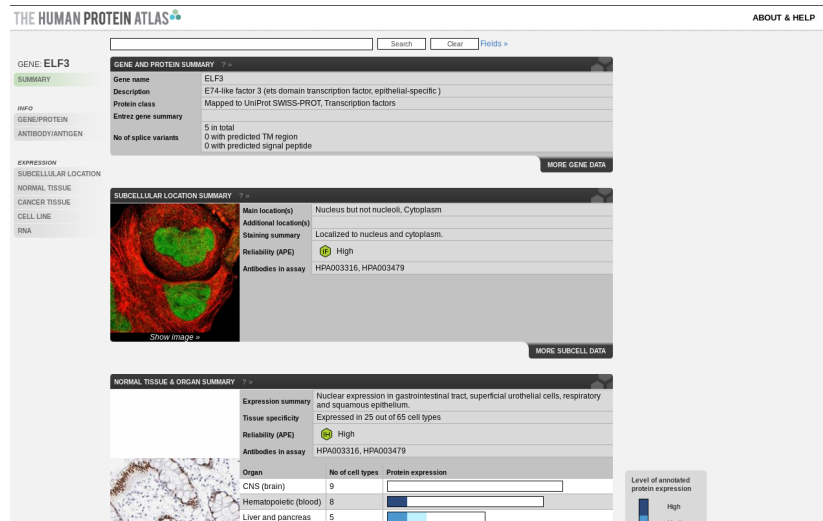 THE HUMAN PROTEIN ATLAS
ABOUT & HELP
Search Clear Fields »
GENE: ELF3
SUMMARY
INFO
GENE/PROTEIN
ANTIBODY/ANTIGEN
EXPRESSION
SUBCELLULAR LOCATION
NORMAL TISSUE
CANCER TISSUE
CELL LINE
RNA
GENE AND PROTEIN SUMMARY ? »
Gene name ELF3
Description E74-like factor 3 (ets domain transcription factor, epithelial-specific )
Protein class Mapped to UniProt SWISS-PROT, Transcription factors
Entrez gene summary
No of splice variants 5 in total
0 with predicted TM region
0 with predicted signal peptide
MORE GENE DATA
SUBCELLULAR LOCATION SUMMARY ? »
Main location(s) Nucleus but not nucleoli, Cytoplasm
Additional location(s)
Staining summary Localized to nucleus and cytoplasm.
Reliability (APE) IF High
Antibodies in assay HPA003316, HPA003479
Show image »
MORE SUBCELL DATA
NORMAL TISSUE & ORGAN SUMMARY ? »
Expression summary Nuclear expression in gastrointestinal tract, superficial urothelial cells, respiratory
and squamous epithelium.
Tissue specificity Expressed in 25 out of 65 cell types
Reliability (APE) IH High
Antibodies in assay HPA003316, HPA003479
Organ No of cell types Protein expression
CNS (brain) 9
Hematopoietic (blood) 8
Liver and pancreas 5
Level of annotated
protein expression
High